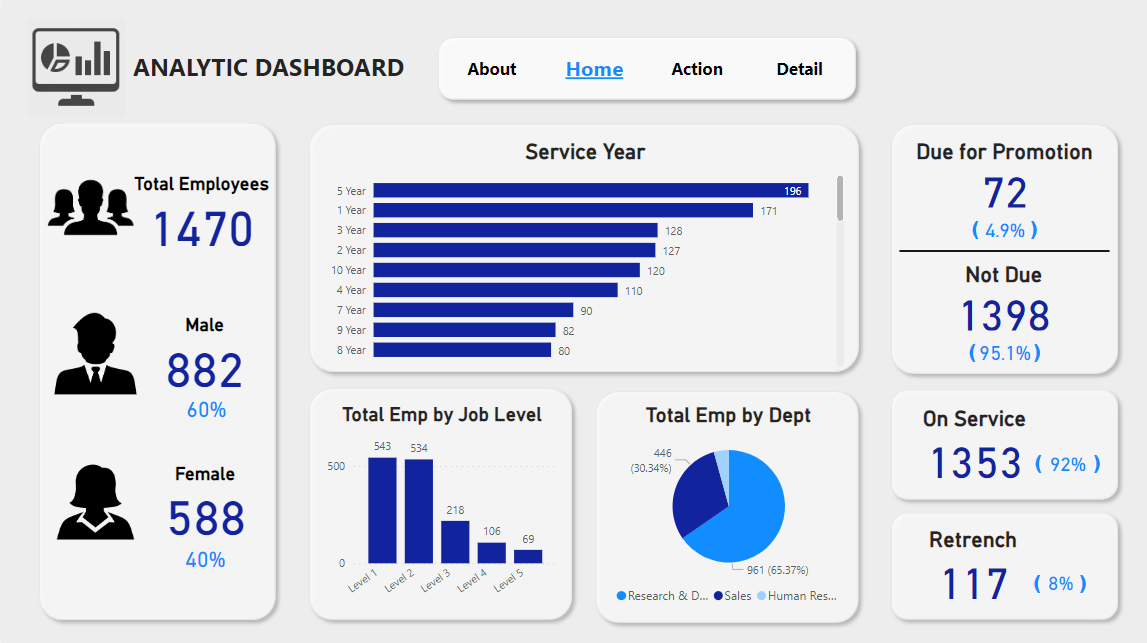 ANALYTIC DASHBOARD
About Home Action Detail
Total Employees
1470
Male
882
60%
Female
588
40%
Service Year
5 Year 196
1 Year 171
3 Year 128
2 Year 127
10 Year 120
4 Year 110
7 Year 90
9 Year 82
8 Year 80
Total Emp by Job Level
543 534 218 106 69
500
0
Level 1 Level 2 Level 3 Level 4 Level 5
Total Emp by Dept
446
(30.34%)
961 (65.37%)
Research & D... Sales Human Res...
Due for Promotion
72
( 4.9% )
Not Due
1398
(95.1%)
On Service
1353 ( 92% )
Retrench
117 ( 8% )